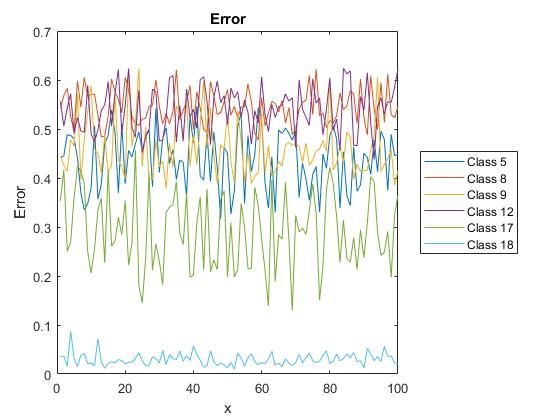 Error
0.7
0.6
0.5
0.4
0.3
0.2
0.1
0
Error
0 20 40 60 80 100
x
Class 5
Class 8
Class 9
Class 12
Class 17
Class 18